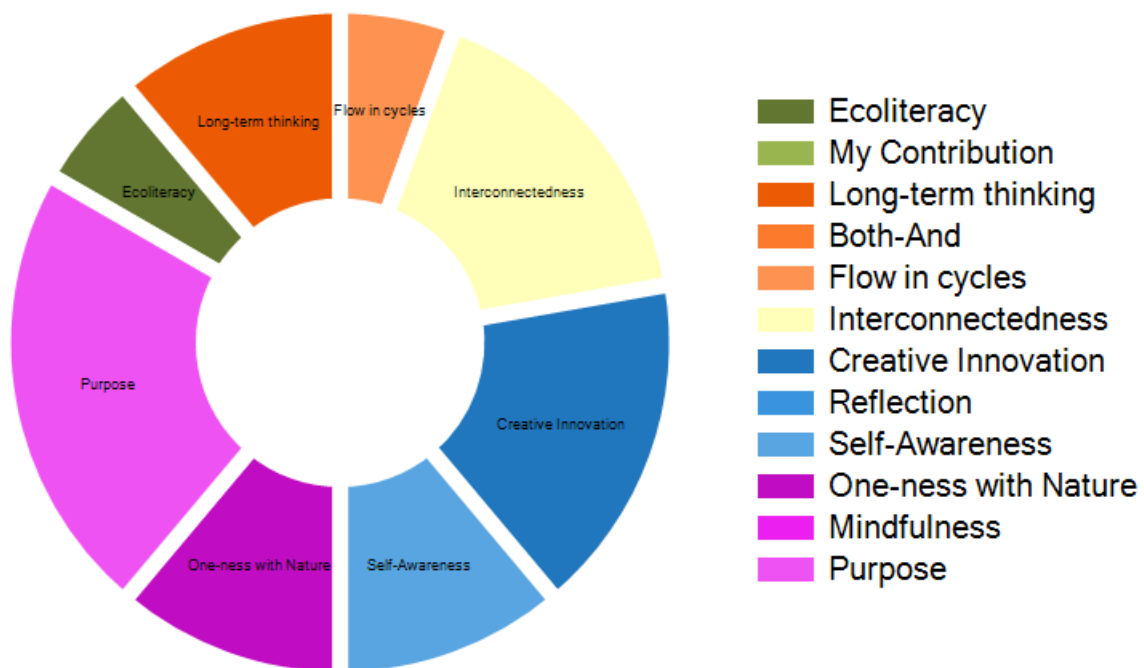 Long-term thinking
Flow in cycles
Ecoliteracy
Interconnectedness
Purpose
Creative Innovation
One-ness with Nature
Self-Awareness
Ecoliteracy
My Contribution
Long-term thinking
Both-And
Flow in cycles
Interconnectedness
Creative Innovation
Reflection
Self-Awareness
One-ness with Nature
Mindfulness
Purpose